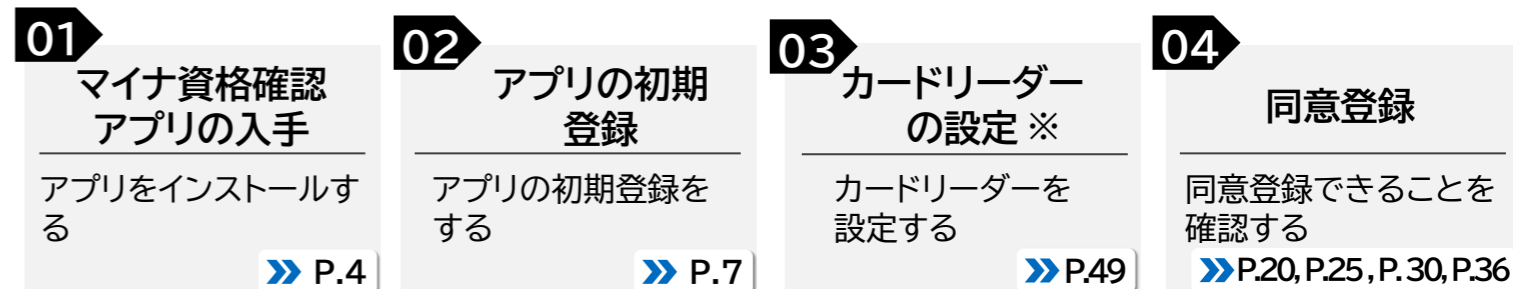 01
マイナ資格確認
アプリの入手
アプリをインストールす
る
P.4
02
アプリの初期
登録
アプリの初期登録を
する
P.7
03
カードリーダー
の設定 ※
カードリーダーを
設定する
P.49
04
同意登録
同意登録できることを
確認する
P.20, P.25 , P. 30, P.36